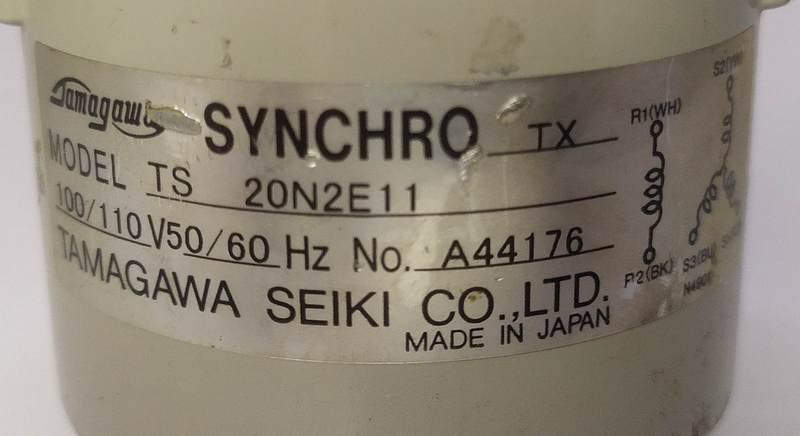 Tamagawa SYNCHRO TX
MODEL TS 20N2E11
100/110 V 50/60 Hz No. A44176
TAMAGAWA SEIKI CO.,LTD.
MADE IN JAPAN
R1(WH)
R2(BK)